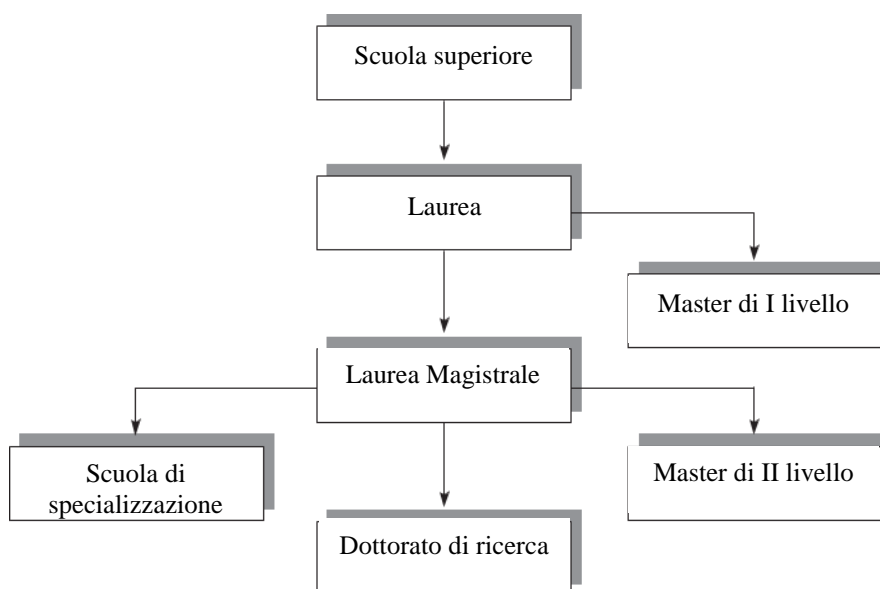 Scuola superiore
Laurea
Master di I livello
Laurea Magistrale
Scuola di
specializzazione
Master di II livello
Dottorato di ricerca